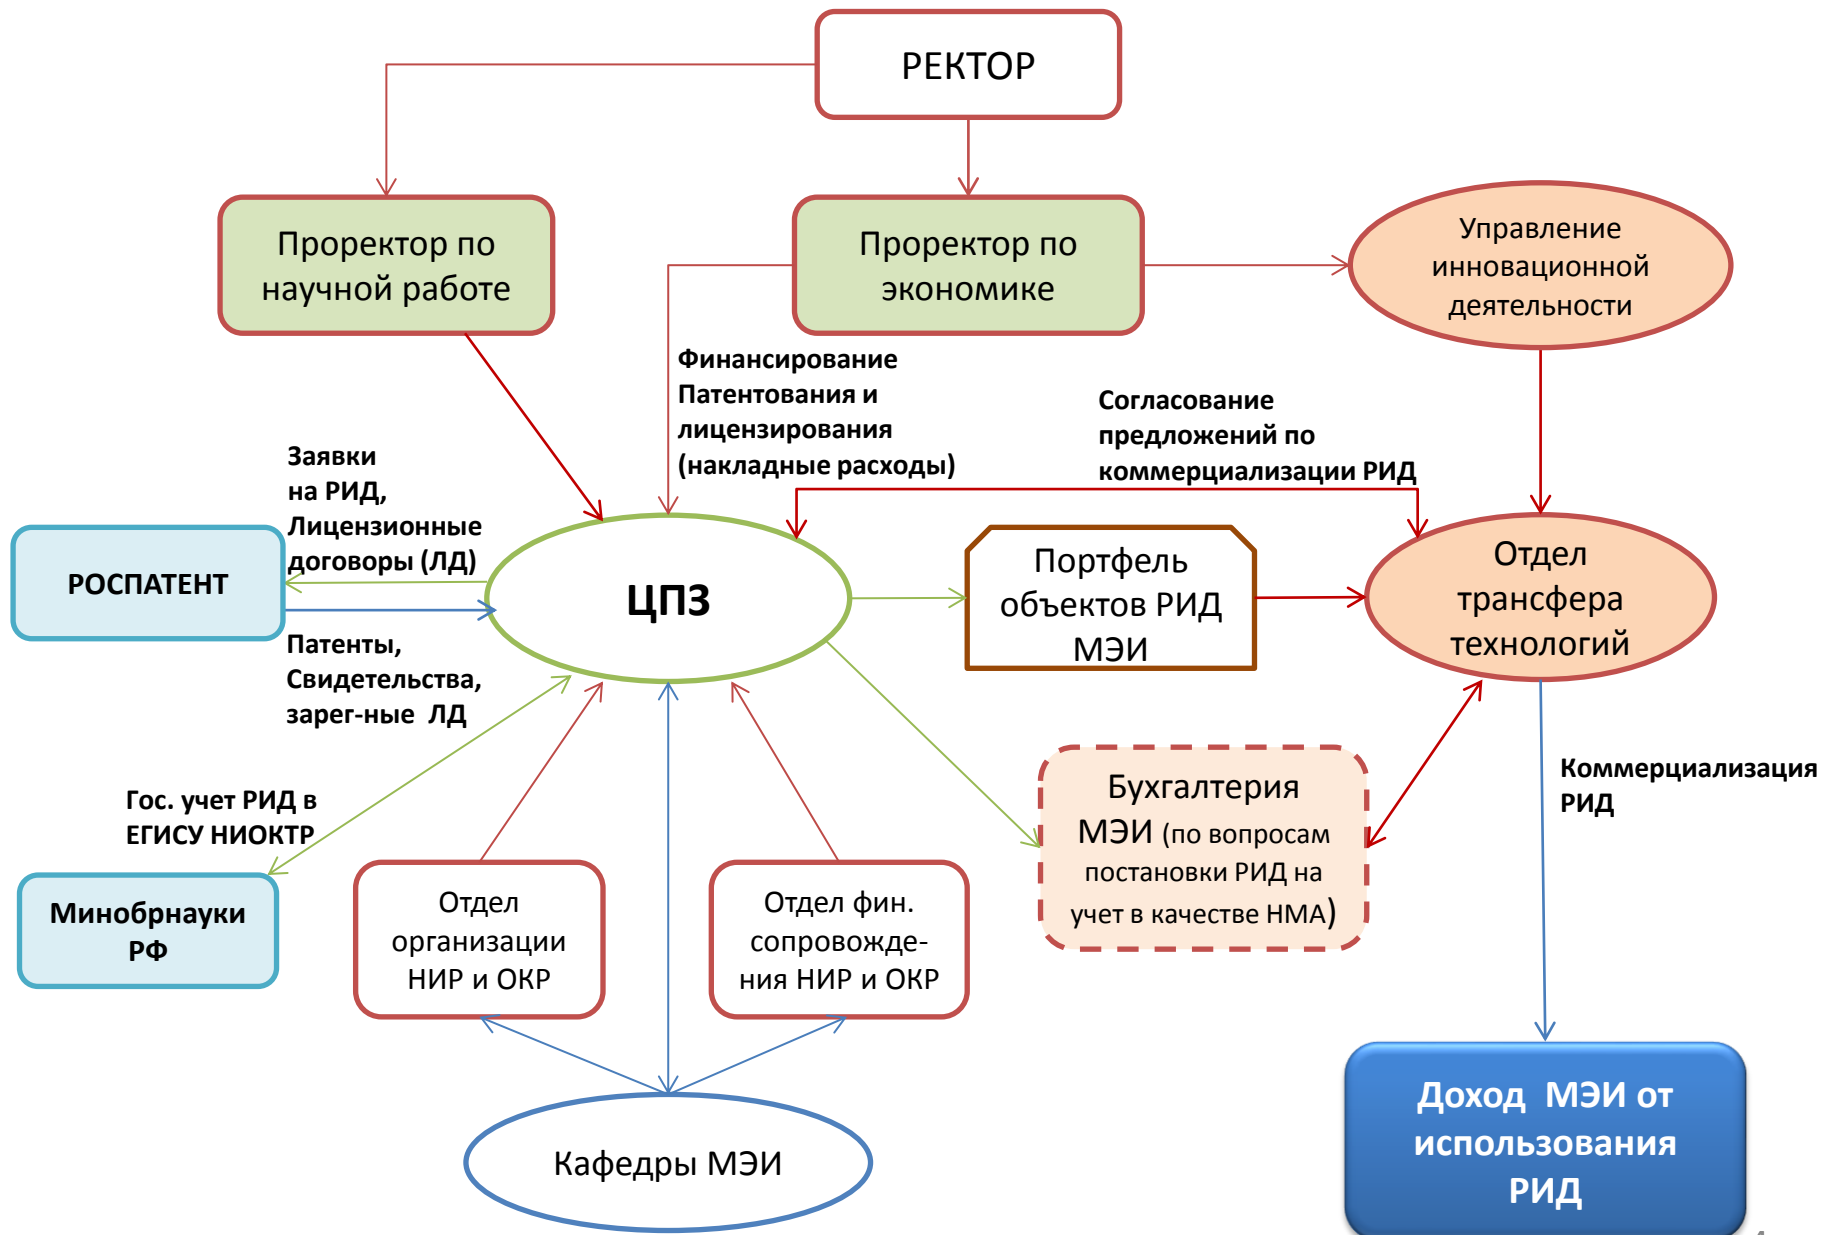 РЕКТОР
Проректор по
научной работе
Проректор по
экономике
Управление
инновационной
деятельности
Финансирование
Патентования и
лицензирования
(накладные расходы)
Согласование
предложений по
коммерциализации РИД
Заявки
на РИД,
Лицензионные
договоры (ЛД)
РОСПАТЕНТ
ЦПЗ
Портфель
объектов РИД
МЭИ
Отдел
трансфера
технологий
Патенты,
Свидетельства,
зарег-ные ЛД
Гос. учет РИД в
ЕГИСУ НИОКТР
Бухгалтерия
МЭИ (по вопросам
постановки РИД на
учет в качестве НМА)
Коммерциализация
РИД
Минобрнауки
РФ
Отдел
организации
НИР и ОКР
Отдел фин.
сопровожде-
ния НИР и ОКР
Кафедры МЭИ
Доход МЭИ от
использования
РИД